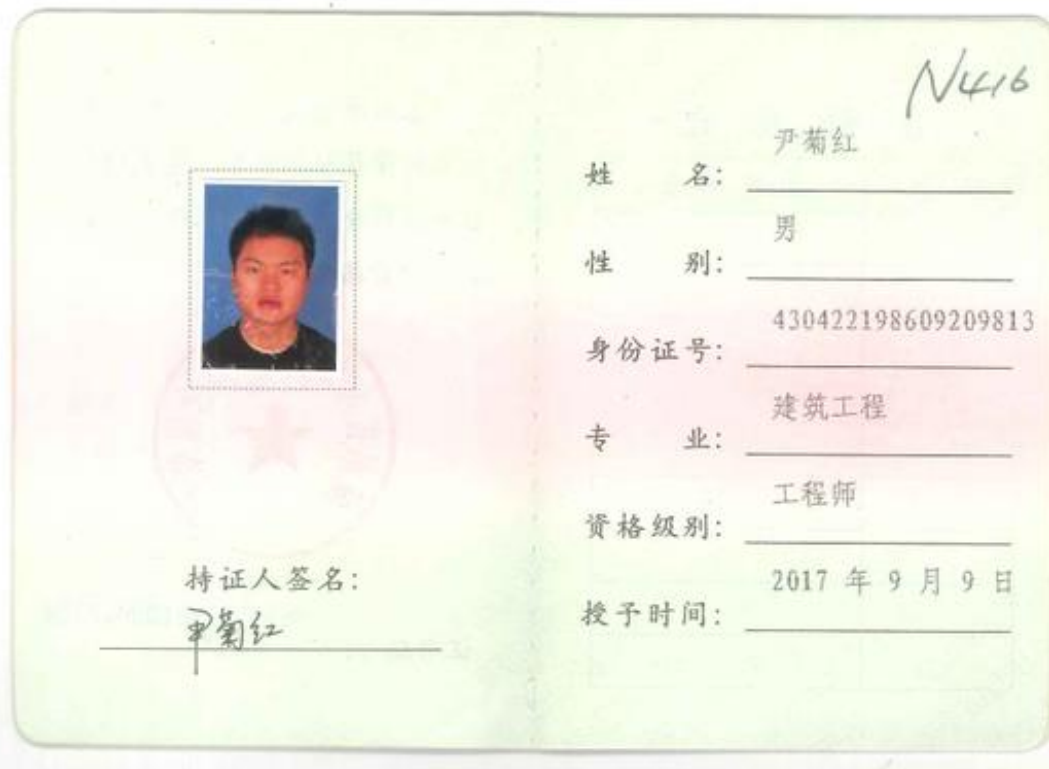 N416
姓 名: 尹菊红
性 别: 男
身份证号: 430422198609209813
专 业: 建筑工程
资格级别: 工程师
授予时间: 2017 年 9 月 9 日
持证人签名:
尹菊红